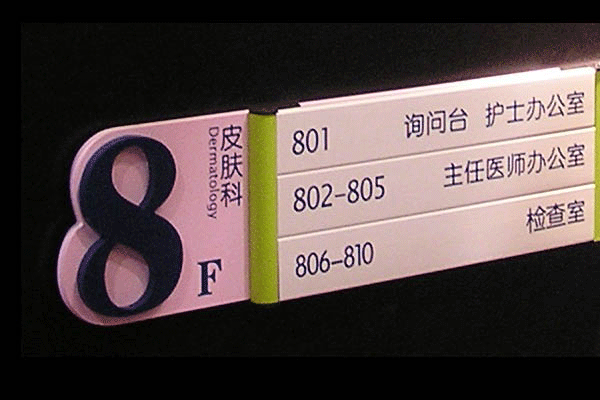 8F
皮肤科
Dermatology
801 询问台 护士办公室
802-805 主任医师办公室
806-810 检查室